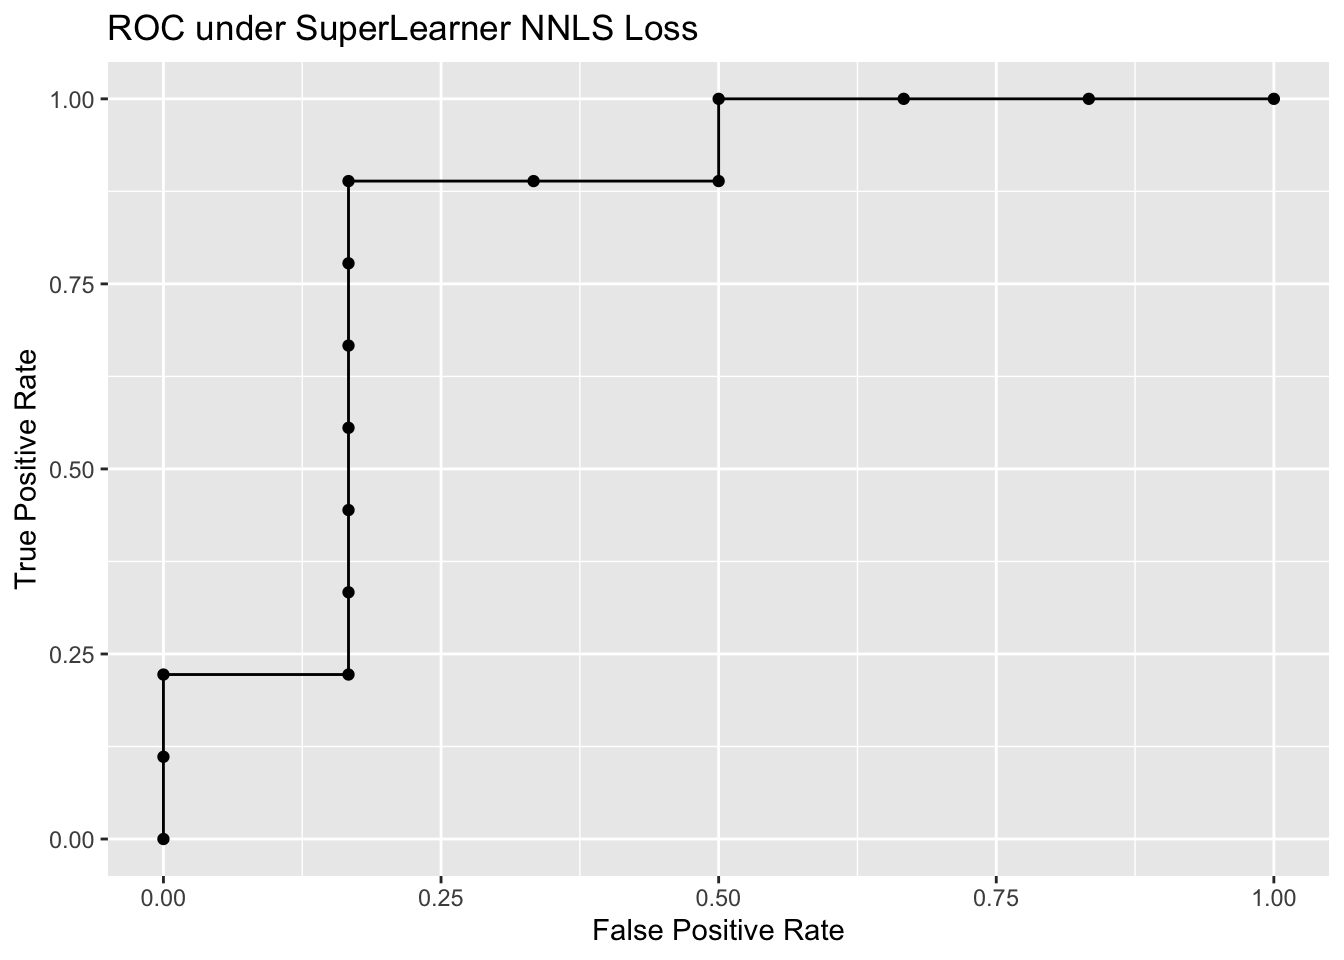 ROC under SuperLearner NNLS Loss
1.00
0.75
0.50
0.25
0.00
True Positive Rate
0.00 0.25 0.50 0.75 1.00
False Positive Rate